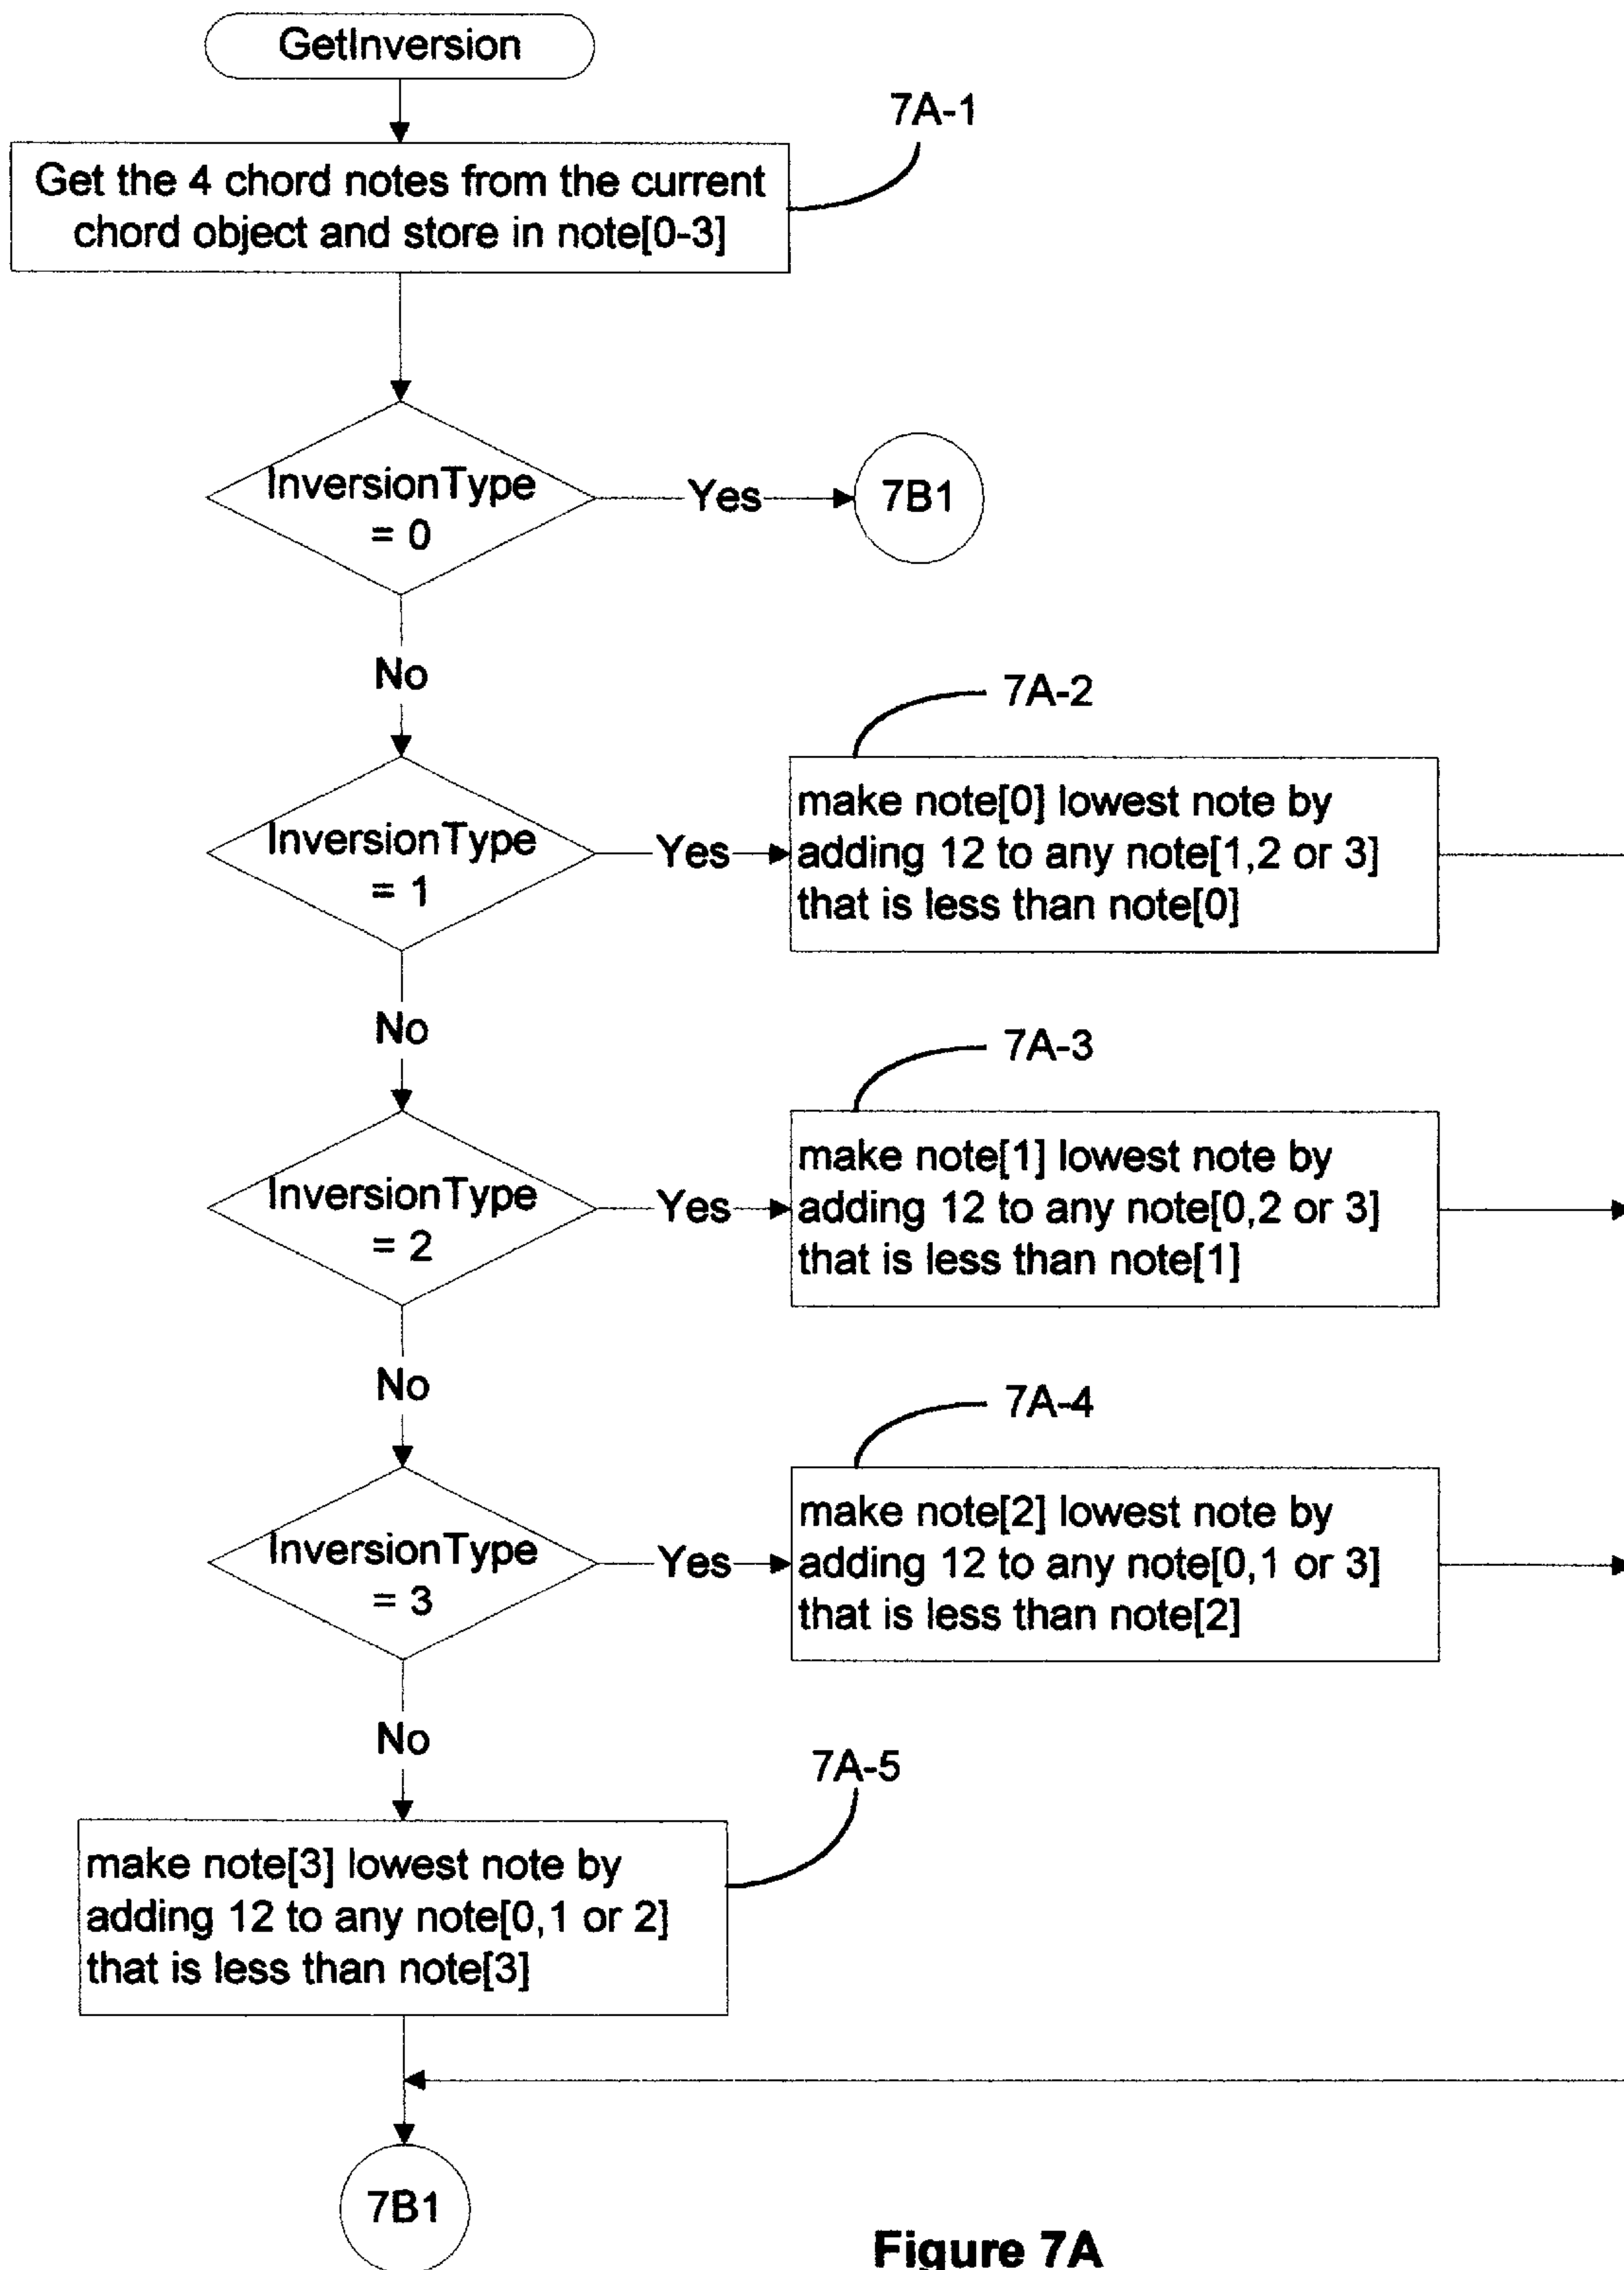 GetInversion
7A-1
Get the 4 chord notes from the current
chord object and store in note[0-3]
InversionType
= 0
Yes
7B1
No
7A-2
InversionType
= 1
Yes
make note[0] lowest note by
adding 12 to any note[1,2 or 3]
that is less than note[0]
No
7A-3
InversionType
= 2
Yes
make note[1] lowest note by
adding 12 to any note[0,2 or 3]
that is less than note[1]
No
7A-4
InversionType
= 3
Yes
make note[2] lowest note by
adding 12 to any note[0,1 or 3]
that is less than note[2]
No
7A-5
make note[3] lowest note by
adding 12 to any note[0,1 or 2]
that is less than note[3]
7B1
Figure 7A